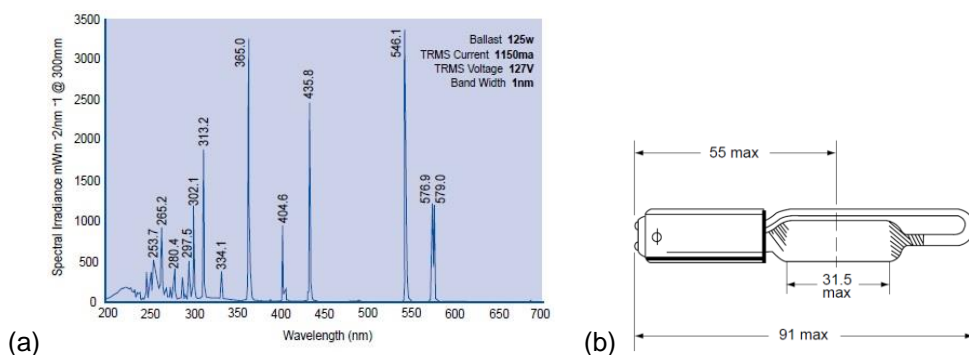 3500
3000
2500
2000
1500
1000
500
0
Spectral Irradiance mWm -2/nm -1 @ 300mm
Ballast 125w
TRMS Current 1150ma
TRMS Voltage 127V
Band Width 1nm
253.7
265.2
280.4
297.5
302.1
313.2
334.1
365.0
404.6
435.8
546.1
576.9
579.0
200 250 300 350 400 450 500 550 600 650 700
Wavelength (nm)
(a)
55 max
31.5
max
91 max
(b)